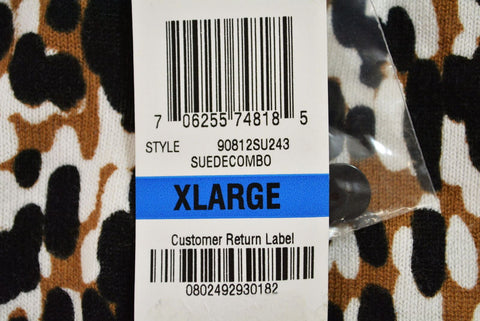 7 06255 74818 5
STYLE 90812SU243
SUEDECOMBO
XLARGE
Customer Return Label
0802492930182